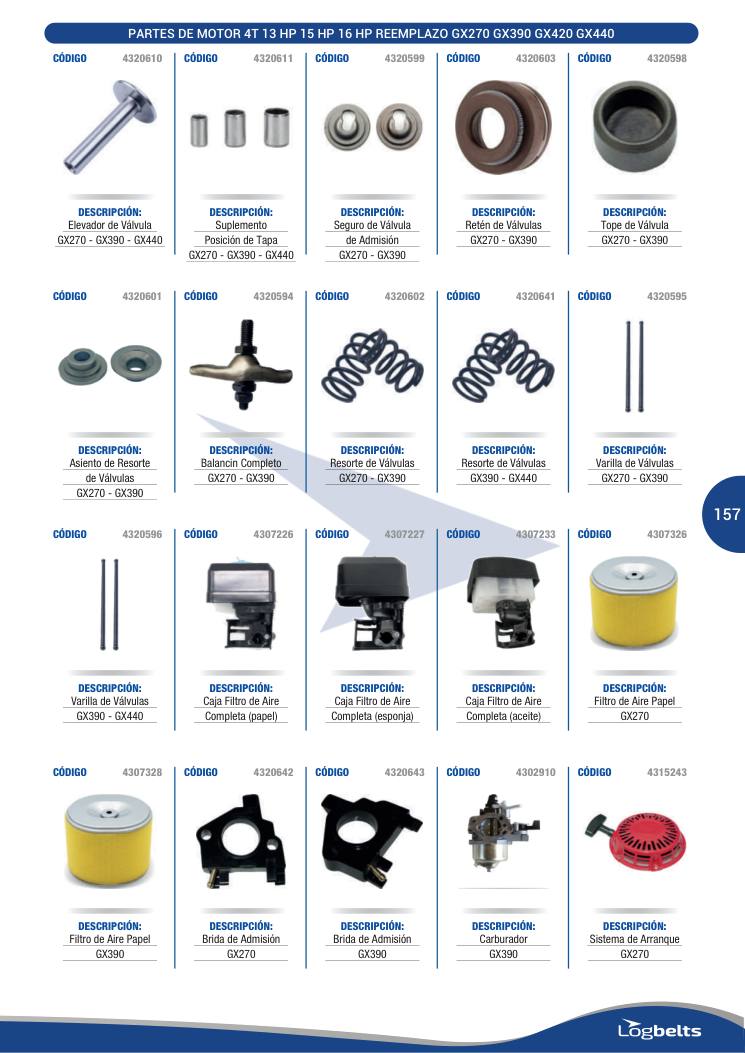 PARTES DE MOTOR 4T 13 HP 15 HP 16 HP REEMPLAZO GX270 GX390 GX420 GX440
CÓDIGO 4320610
DESCRIPCIÓN:
Elevador de Válvula
GX270 - GX390 - GX440
CÓDIGO 4320611
DESCRIPCIÓN:
Suplemento
Posición de Tapa
GX270 - GX390 - GX440
CÓDIGO 4320599
DESCRIPCIÓN:
Seguro de Válvula
de Admisión
GX270 - GX390
CÓDIGO 4320603
DESCRIPCIÓN:
Retén de Válvulas
GX270 - GX390
CÓDIGO 4320598
DESCRIPCIÓN:
Tope de Válvula
GX270 - GX390
CÓDIGO 4320601
DESCRIPCIÓN:
Asiento de Resorte
de Válvulas
GX270 - GX390
CÓDIGO 4320594
DESCRIPCIÓN:
Balancin Completo
GX270 - GX390
CÓDIGO 4320602
DESCRIPCIÓN:
Resorte de Válvulas
GX270 - GX390
CÓDIGO 4320641
DESCRIPCIÓN:
Resorte de Válvulas
GX390 - GX440
CÓDIGO 4320595
DESCRIPCIÓN:
Varilla de Válvulas
GX270 - GX390
157
CÓDIGO 4320596
DESCRIPCIÓN:
Varilla de Válvulas
GX390 - GX440
CÓDIGO 4307226
DESCRIPCIÓN:
Caja Filtro de Aire
Completa (papel)
CÓDIGO 4307227
DESCRIPCIÓN:
Caja Filtro de Aire
Completa (esponja)
CÓDIGO 4307233
DESCRIPCIÓN:
Caja Filtro de Aire
Completa (aceite)
CÓDIGO 4307326
DESCRIPCIÓN:
Filtro de Aire Papel
GX270
CÓDIGO 4307328
DESCRIPCIÓN:
Filtro de Aire Papel
GX390
CÓDIGO 4320642
DESCRIPCIÓN:
Brida de Admisión
GX270
CÓDIGO 4320643
DESCRIPCIÓN:
Brida de Admisión
GX390
CÓDIGO 4302910
DESCRIPCIÓN:
Carburador
GX390
CÓDIGO 4315243
DESCRIPCIÓN:
Sistema de Arranque
GX270
Logbelts